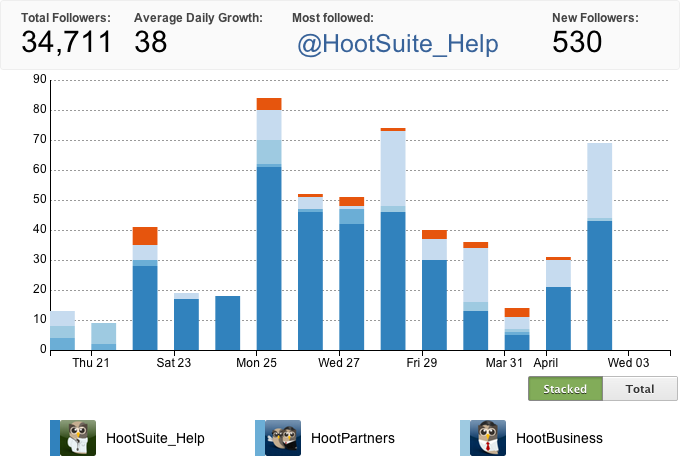 Total Followers: Average Daily Growth: Most followed: New Followers:
34,711 38 @HootSuite_Help 530
90
80
70
60
50
40
30
20
10
0
Thu 21 Sat 23 Mon 25 Wed 27 Fri 29 Mar 31 April Wed 03
Stacked Total
HootSuite_Help HootPartners HootBusiness